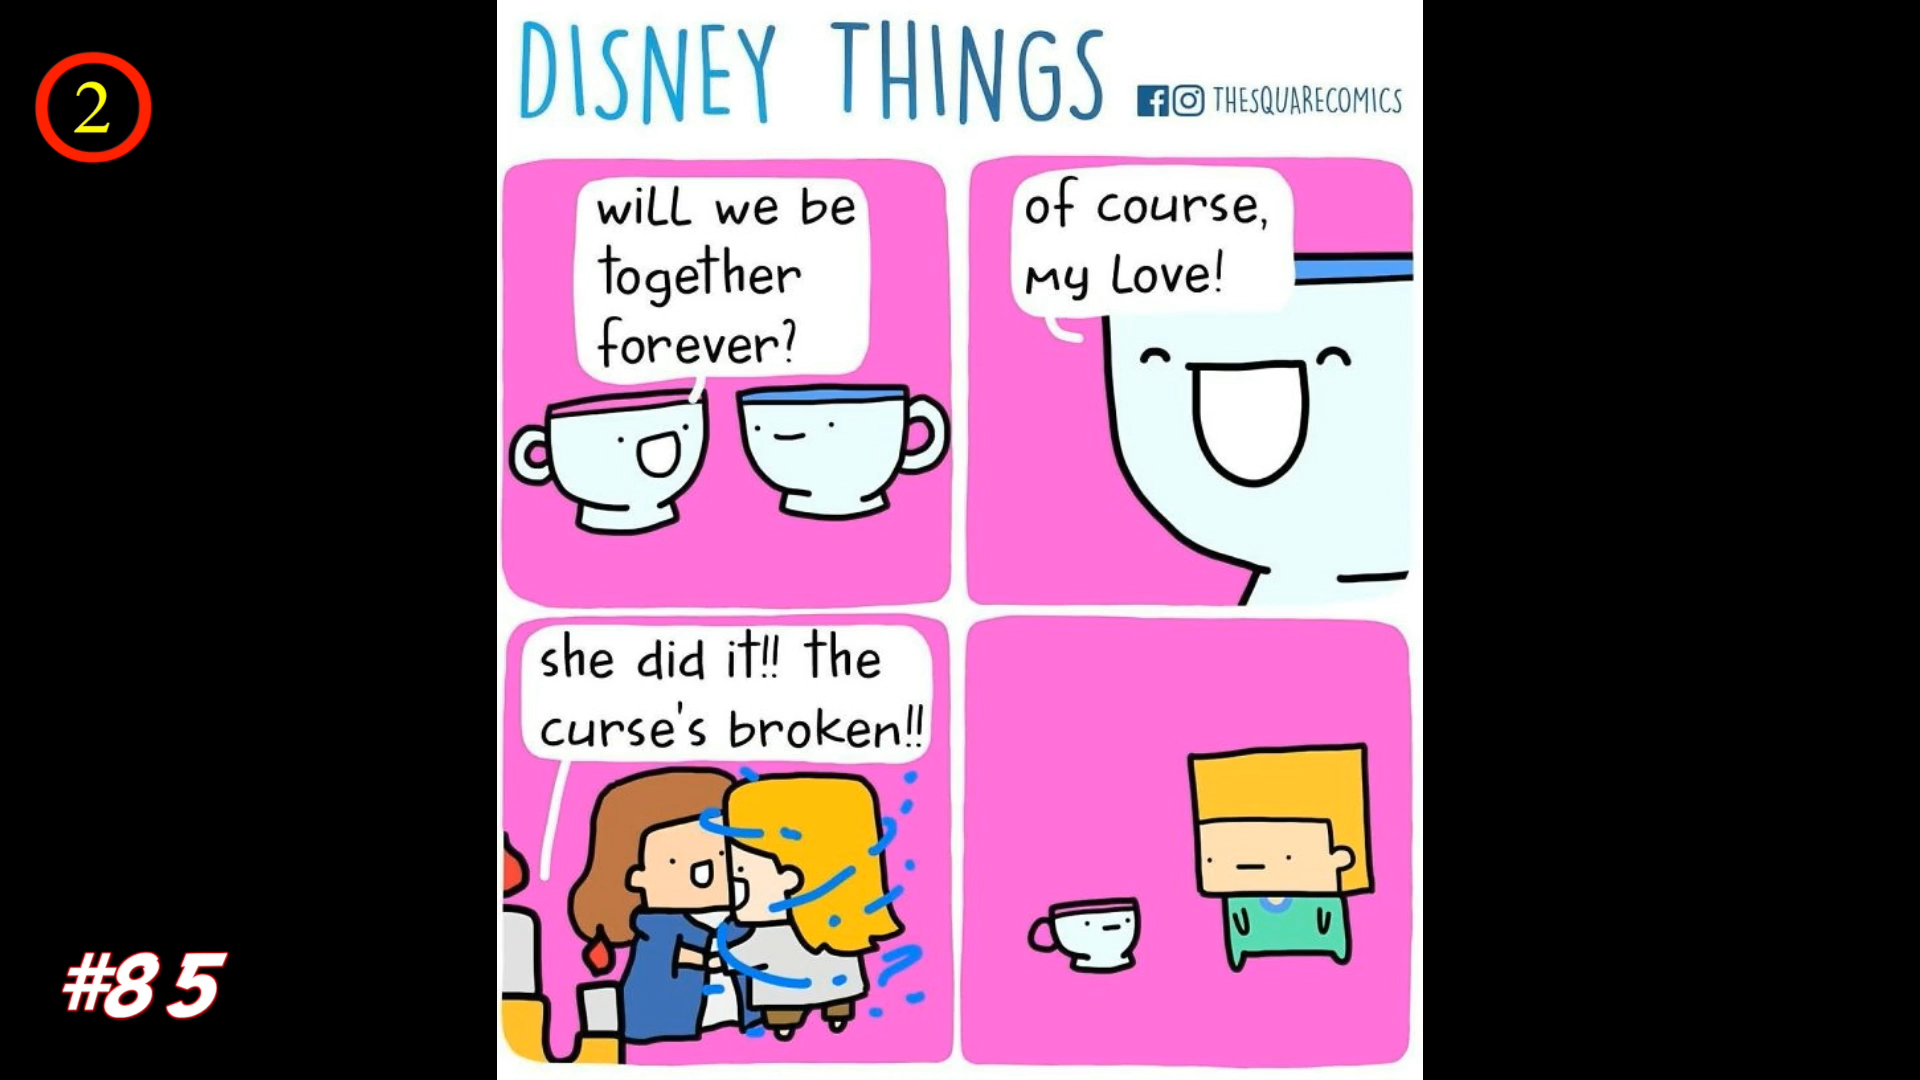 2
DISNEY THINGS
THESQUARECOMICS
will we be
together
forever?
of course,
my love!
she did it!! the
curse's broken!!
#85